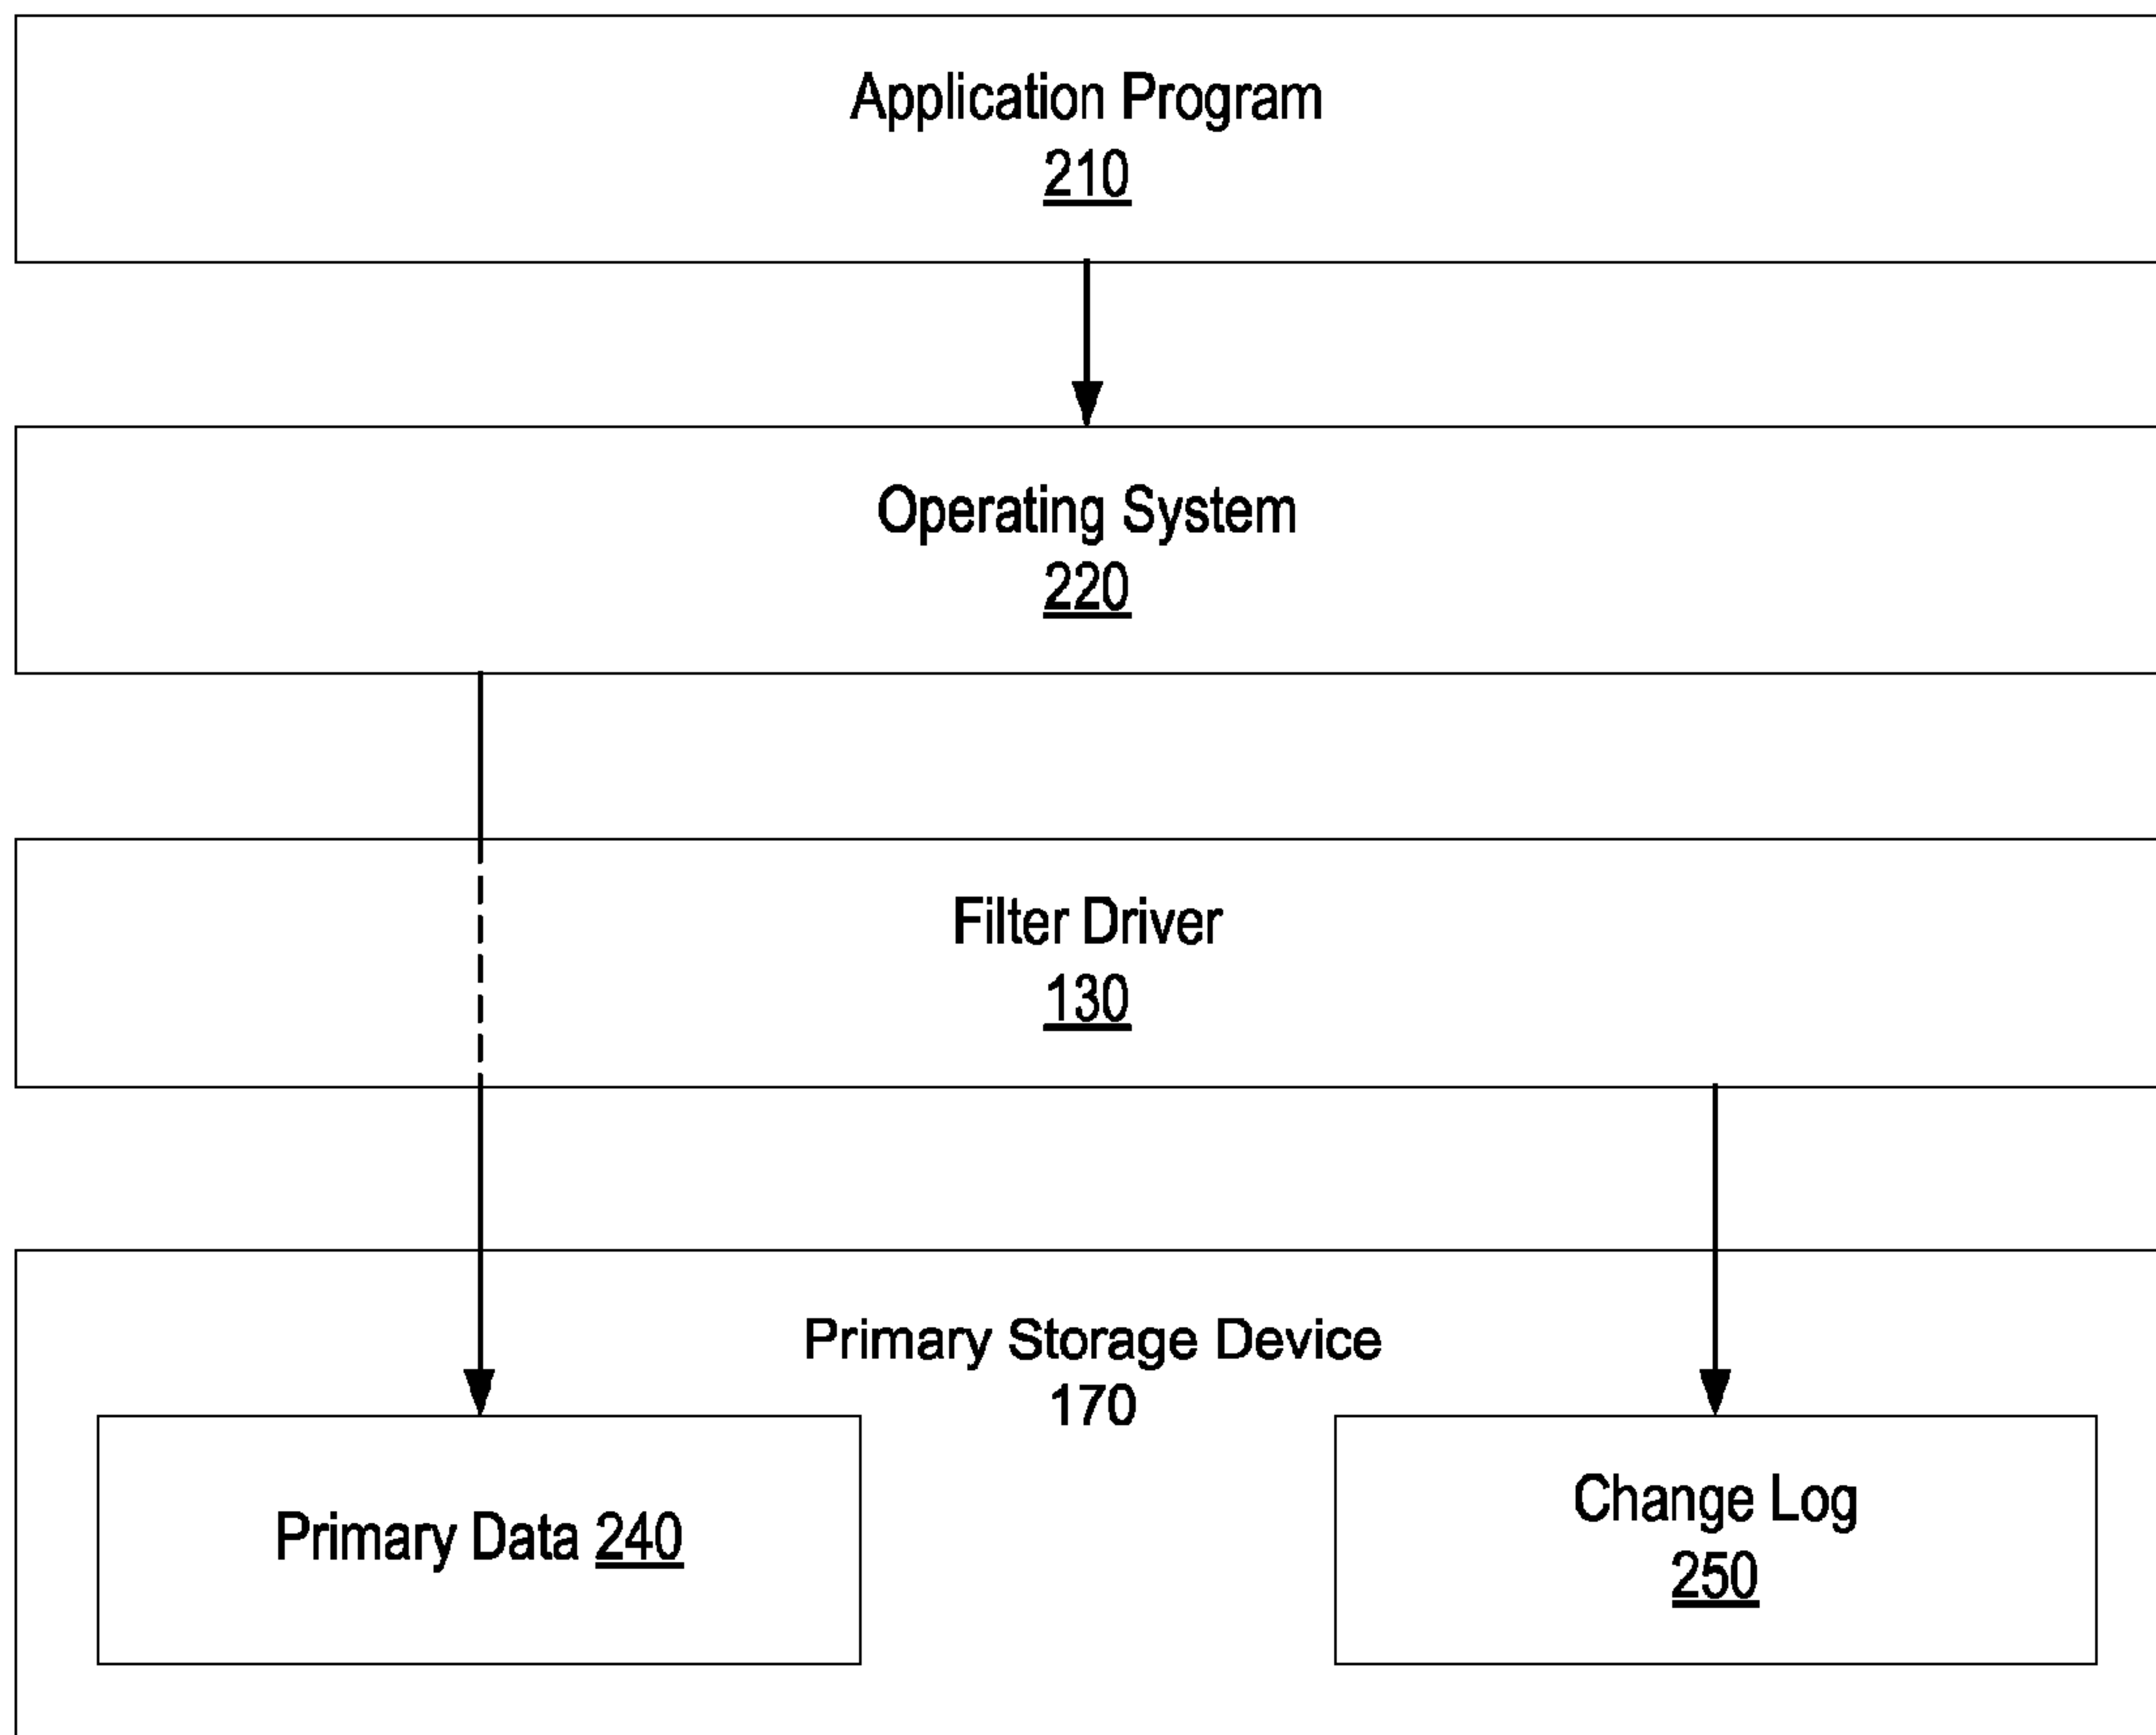 Application Program
210
Operating System
220
Filter Driver
130
Primary Storage Device
170
Primary Data 240
Change Log
250